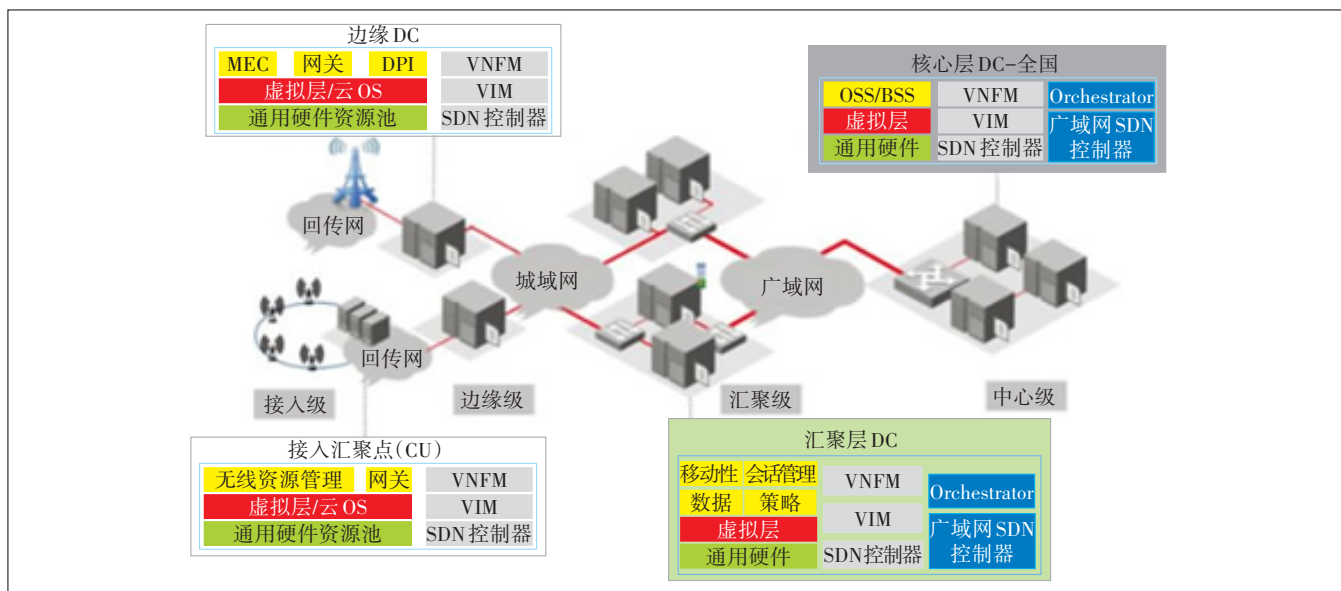 边缘DC
MEC 网关 DPI VNFM
虚拟层/云OS VIM
通用硬件资源池 SDN控制器
核心层DC-全国
OSS/BSS VNFM Orchestrator
虚拟层 VIM 广域网SDN
通用硬件 SDN控制器 控制器
回传网
城域网
广域网
回传网
接入级
边缘级
汇聚级
中心级
接入汇聚点(CU)
无线资源管理 网关 VNFM
虚拟层/云OS VIM
通用硬件资源池 SDN控制器
汇聚层DC
移动性 会话管理 VNFM
数据 策略 Orchestrator
虚拟层 VIM 广域网SDN
通用硬件 SDN控制器 控制器